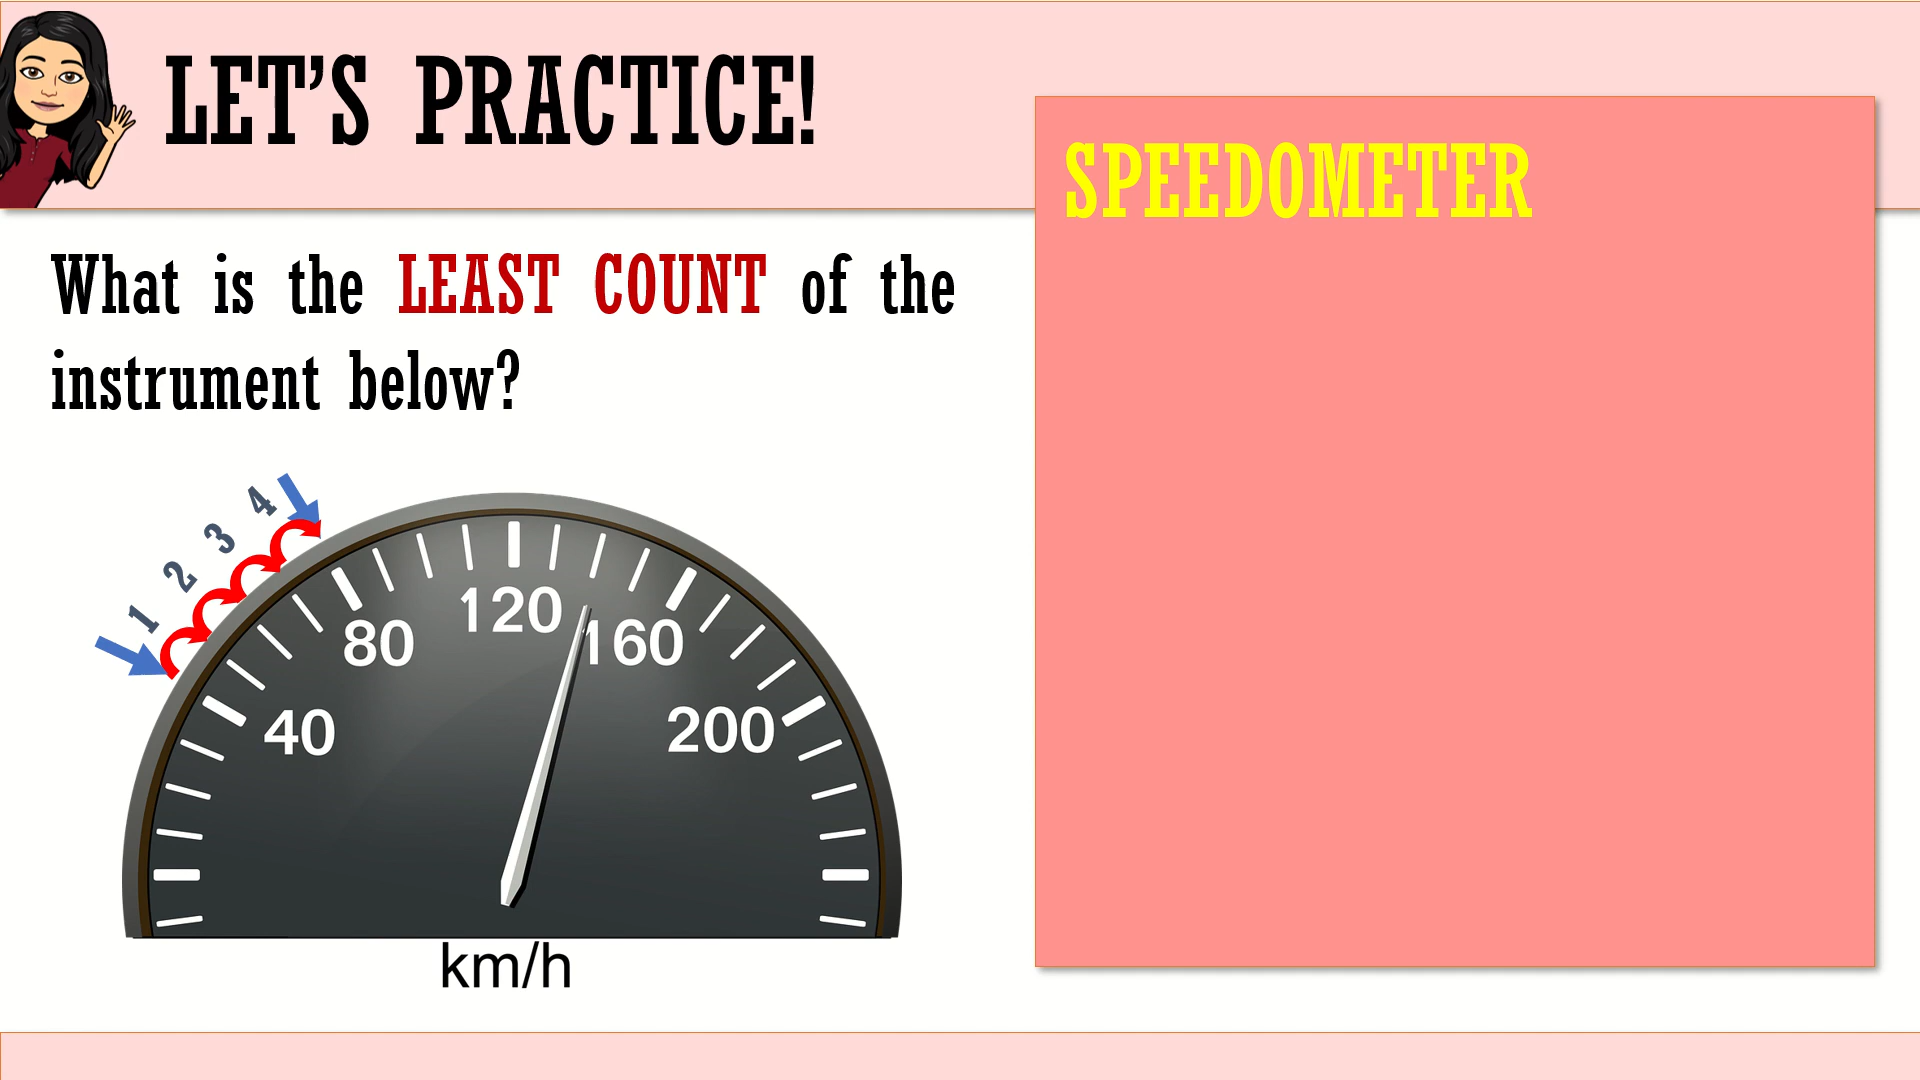 LET'S PRACTICE!
SPEEDOMETER
What is the LEAST COUNT of the
instrument below?
1 2 3 4
40
80
120
160
200
km/h